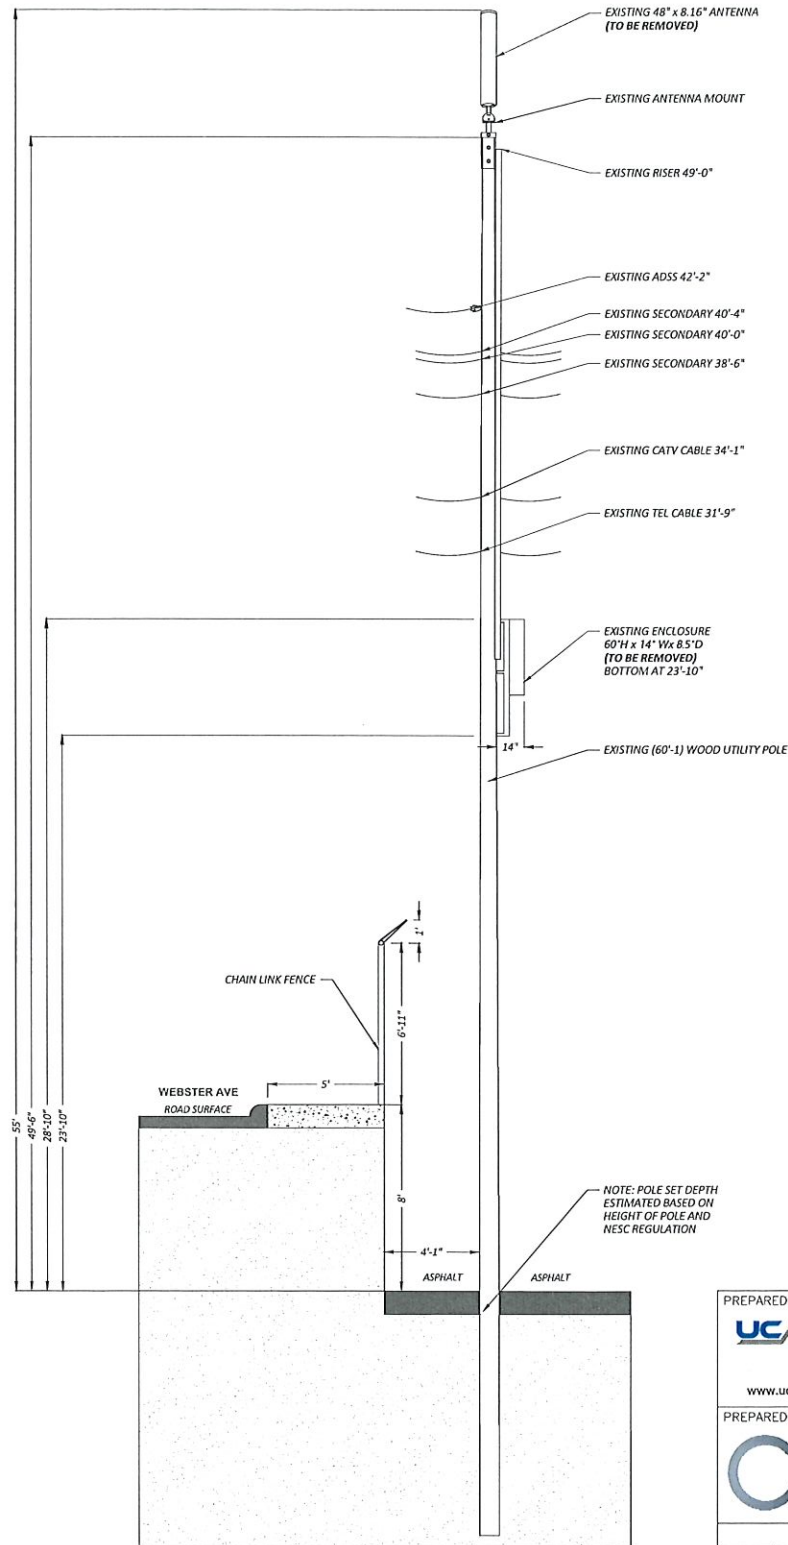 EXISTING 48" x 8.16" ANTENNA
(TO BE REMOVED)
EXISTING ANTENNA MOUNT
EXISTING RISER 49'-0"
EXISTING ADSS 42'-2"
EXISTING SECONDARY 40'-4"
EXISTING SECONDARY 40'-0"
EXISTING SECONDARY 38'-6"
EXISTING CATV CABLE 34'-1"
EXISTING TEL CABLE 31'-9"
EXISTING ENCLOSURE
60"H x 14" Wx 8.5"D
(TO BE REMOVED)
BOTTOM AT 23'-10"
14"
EXISTING (60'-1) WOOD UTILITY POLE
1'
CHAIN LINK FENCE
6'-11"
5'
WEBSTER AVE
ROAD SURFACE
55'
49'-6"
28'-10"
23'-10"
8'
NOTE: POLE SET DEPTH
ESTIMATED BASED ON
HEIGHT OF POLE AND
NESC REGULATION
4'-1"
ASPHALT
ASPHALT
PREPARED
UC
www.uc
PREPARED